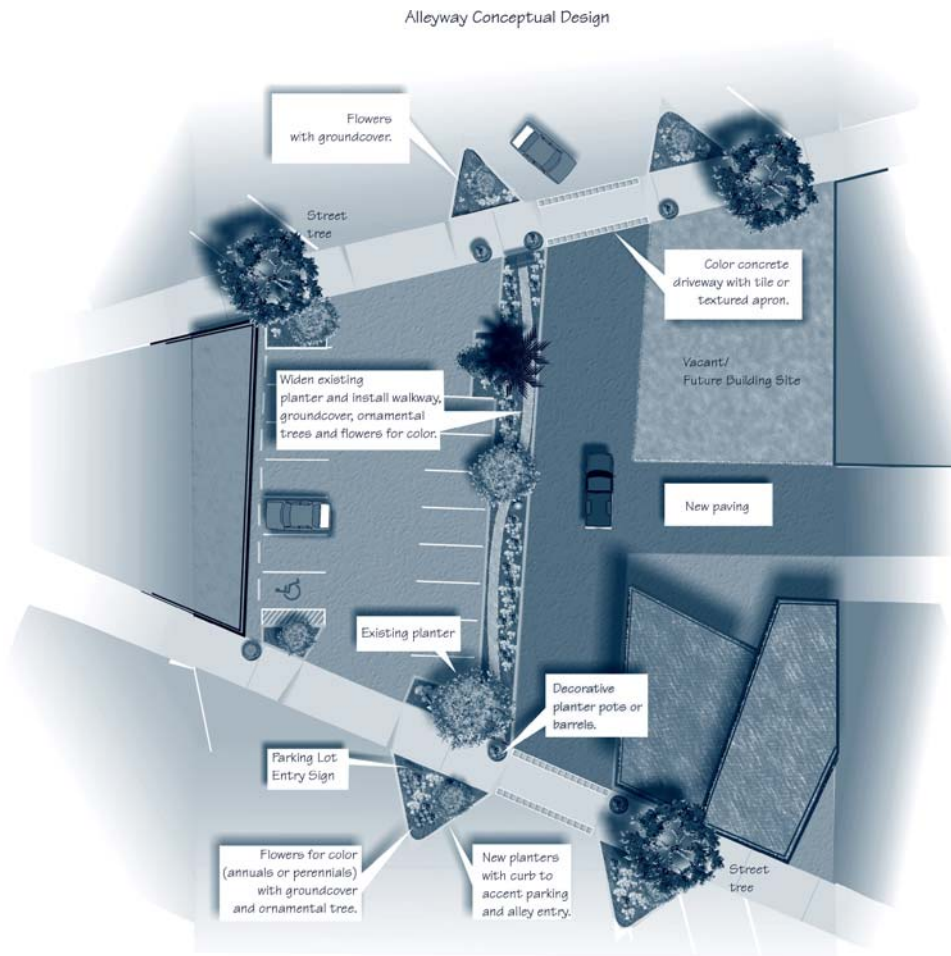 Alleyway Conceptual Design
Flowers
with groundcover.
Street
tree
Color concrete
driveway with tile or
textured apron.
Vacant/
Future Building Site
Widen existing
planter and install walkway,
groundcover, ornamental
trees and flowers for color.
New paving
Existing planter
Decorative
planter pots or
barrels.
Parking Lot
Entry Sign
Flowers for color
(annuals or perennials)
with groundcover
and ornamental tree.
New planters
with curb to
accent parking
and alley entry.
Street
tree